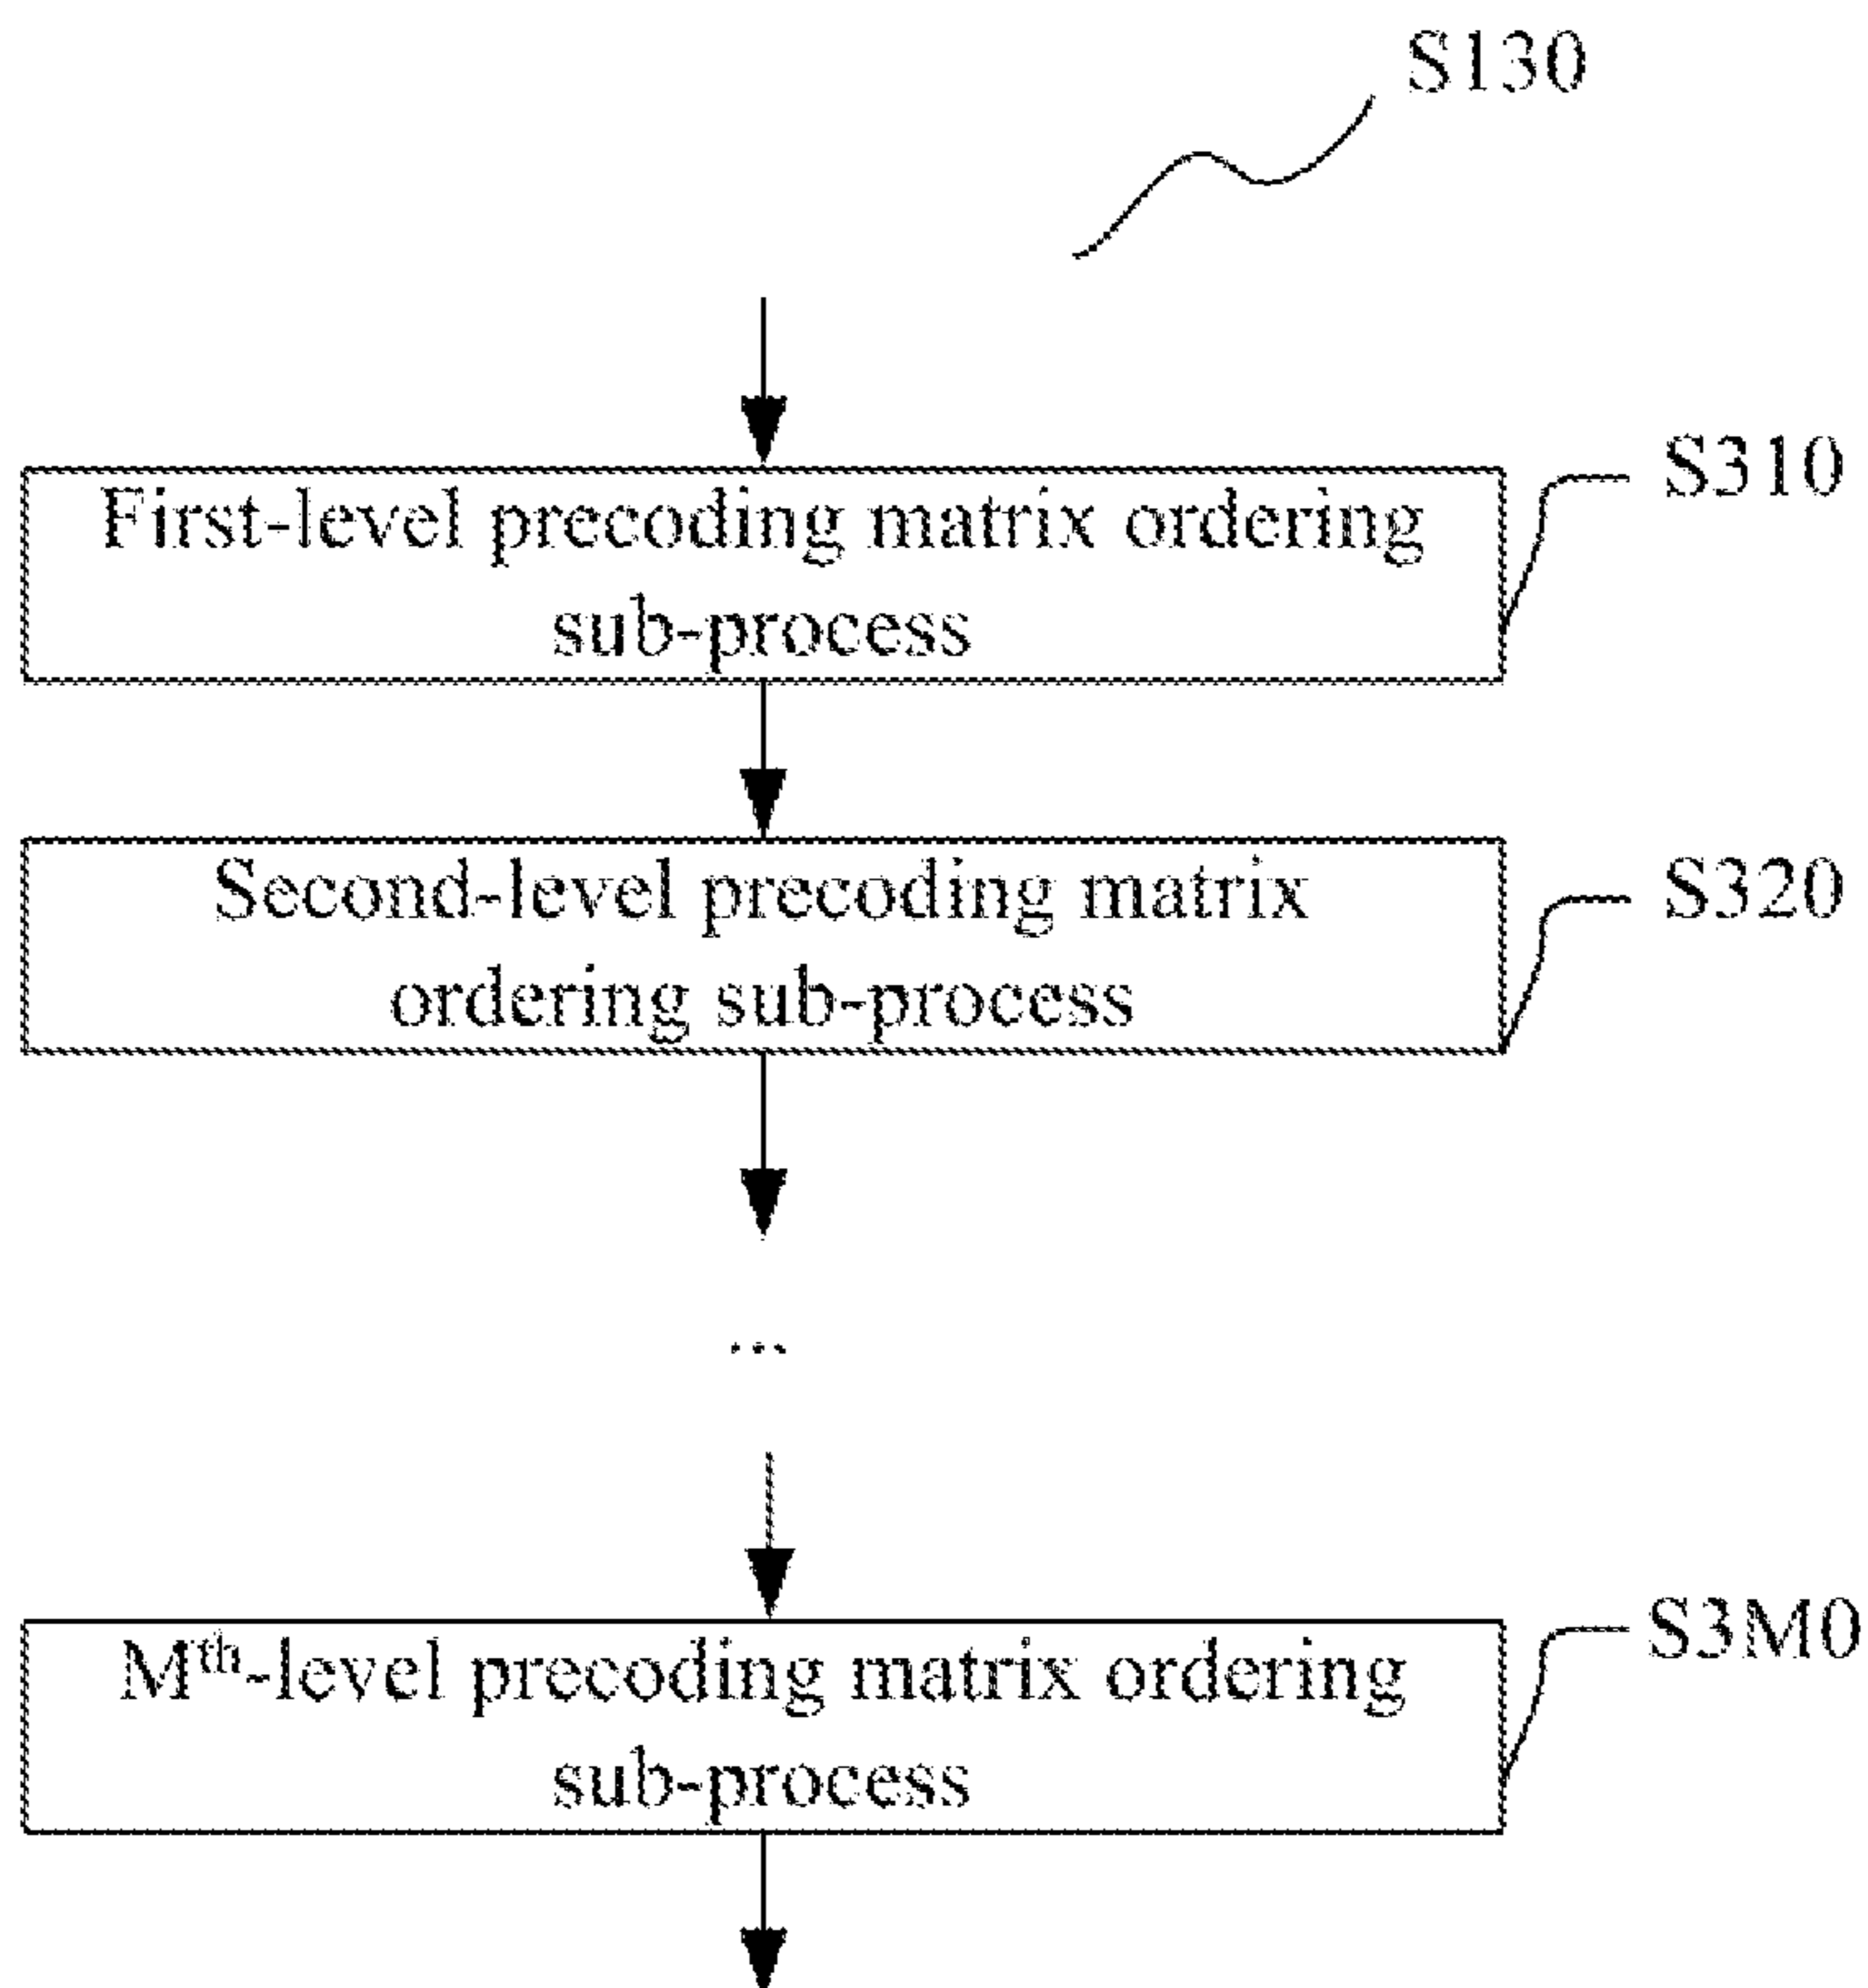 S130
First-level precoding matrix ordering
sub-process
S310
Second-level precoding matrix
ordering sub-process
S320
...
Mth-level precoding matrix ordering
sub-process
S3M0